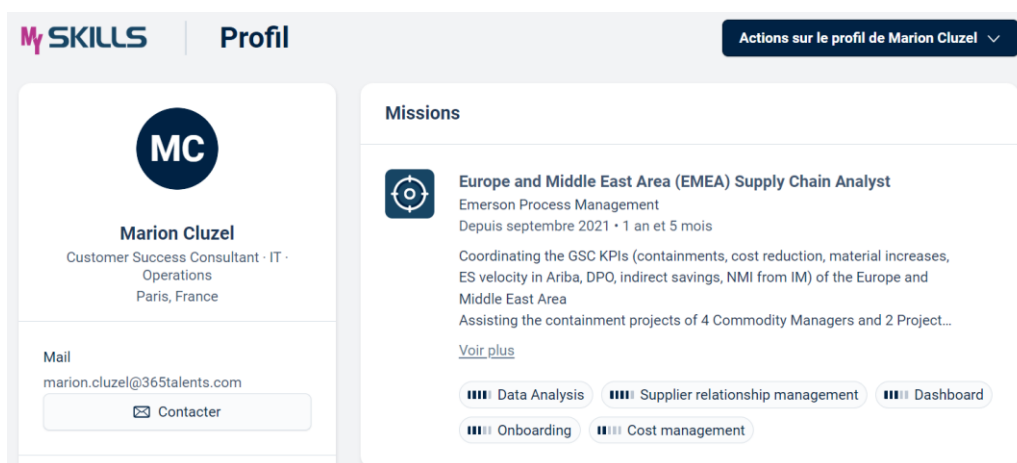 My SKILLS
Profil
Actions sur le profil de Marion Cluzel
MC
Marion Cluzel
Customer Success Consultant · IT ·
Operations
Paris, France
Mail
marion.cluzel@365talents.com
Contacter
Missions
Europe and Middle East Area (EMEA) Supply Chain Analyst
Emerson Process Management
Depuis septembre 2021 • 1 an et 5 mois
Coordinating the GSC KPIs (containments, cost reduction, material increases,
ES velocity in Ariba, DPO, indirect savings, NMI from IM) of the Europe and
Middle East Area
Assisting the containment projects of 4 Commodity Managers and 2 Project…
Voir plus
Data Analysis
Supplier relationship management
Dashboard
Onboarding
Cost management